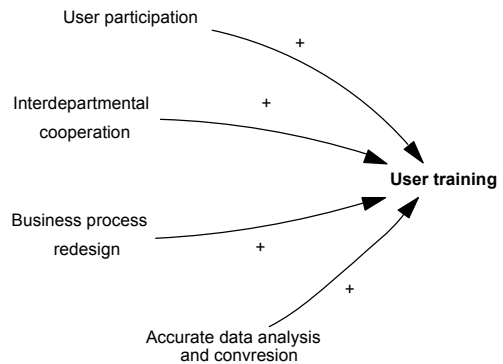 User participation
+
Interdepartmental
+
cooperation
User training
Business process
redesign
+
+
Accurate data analysis
and convresion